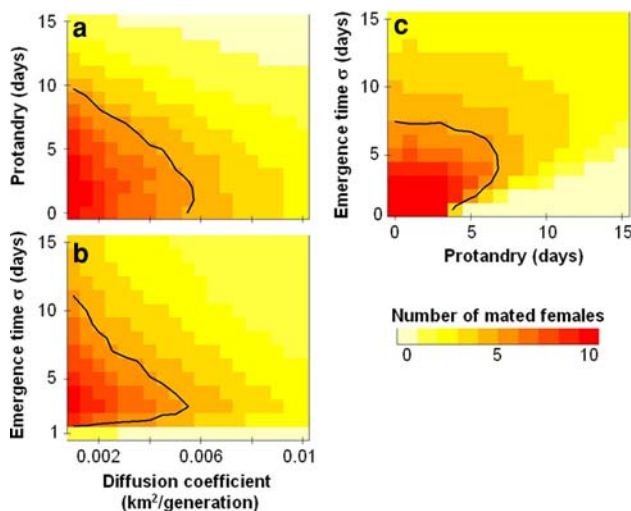 a
15
10
5
0
Protandry (days)
b
15
10
5
1
Emergence time σ (days)
0.002
0.006
0.01
Diffusion coefficient
(km²/generation)
c
15
10
5
0
Emergence time σ (days)
0
5
10
15
Protandry (days)
Number of mated females
0
5
10